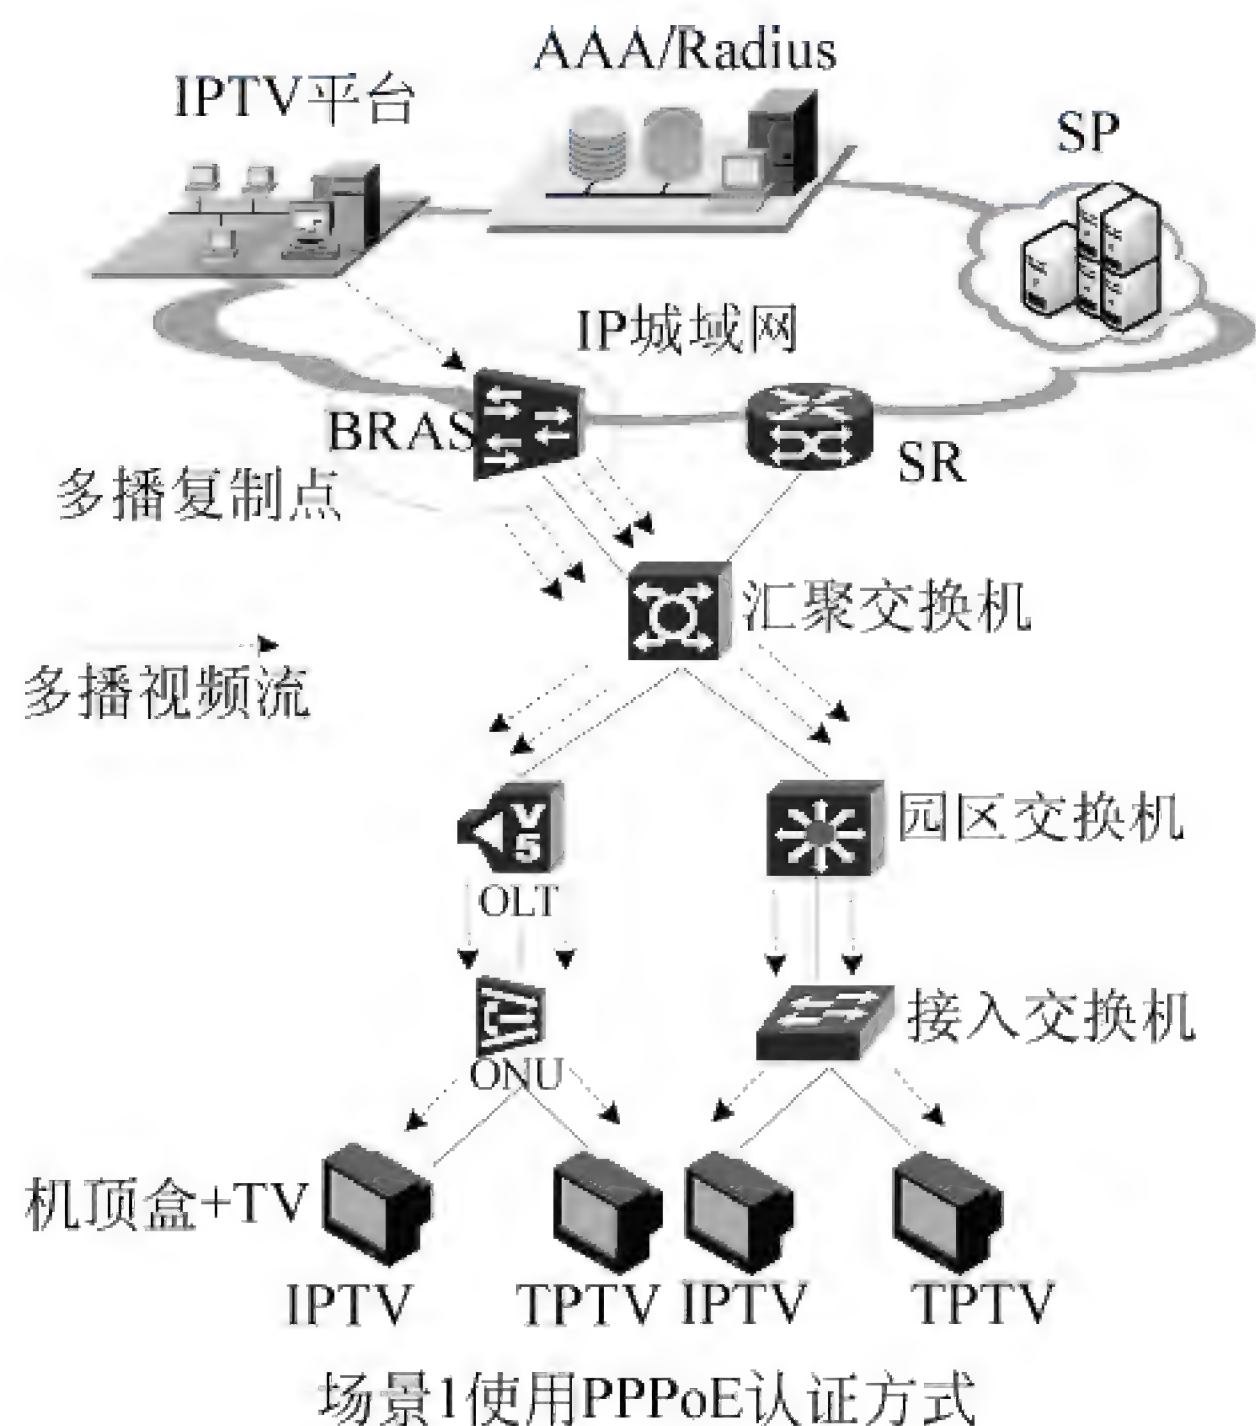 AAA/Radius
IPTV平台
SP
IP城域网
BRAS
SR
多播复制点
汇聚交换机
多播视频流
V5
园区交换机
OLT
接入交换机
ONU
机顶盒+TV
IPTV
TPTV
IPTV
TPTV
场景1使用PPPoE认证方式